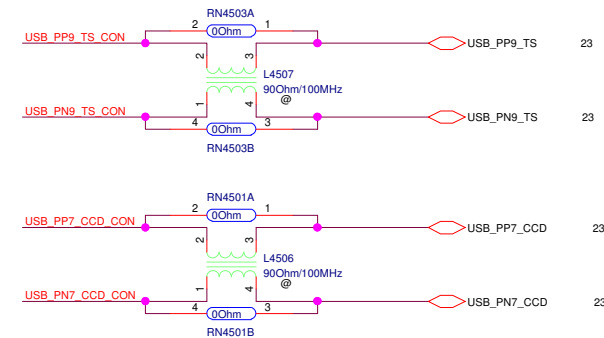 RN4503A
2 0Ohm 1
USB_PP9_TS_CON
USB_PP9_TS 23
2 3
L4507
90Ohm/100MHz
@
1 4
USB_PN9_TS_CON
USB_PN9_TS 23
4 0Ohm 3
RN4503B
RN4501A
2 0Ohm 1
USB_PP7_CCD_CON
USB_PP7_CCD 23
2 3
L4506
90Ohm/100MHz
@
1 4
USB_PN7_CCD_CON
USB_PN7_CCD 23
4 0Ohm 3
RN4501B